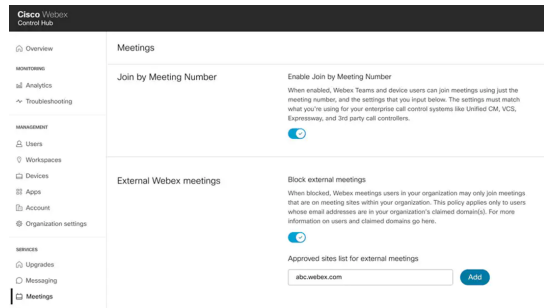 Cisco Webex
Control Hub
Overview
MONITORING
Analytics
Troubleshooting
MANAGEMENT
Users
Workspaces
Devices
Apps
Account
Organization settings
SERVICES
Upgrades
Messaging
Meetings
Meetings
Join by Meeting Number
Enable Join by Meeting Number
When enabled, Webex Teams and device users can join meetings using just the
meeting number, and the settings that you input below. The settings must match
what you're using for your enterprise call control systems like Unified CM, VCS,
Expressway, and 3rd party call controllers.
External Webex meetings
Block external meetings
When blocked, Webex meetings users in your organization may only join meetings
that are on meeting sites within your organization. This policy applies only to users
whose email addresses are in your organization's claimed domain(s). For more
information on users and claimed domains go here.
Approved sites list for external meetings
abc.webex.com
Add